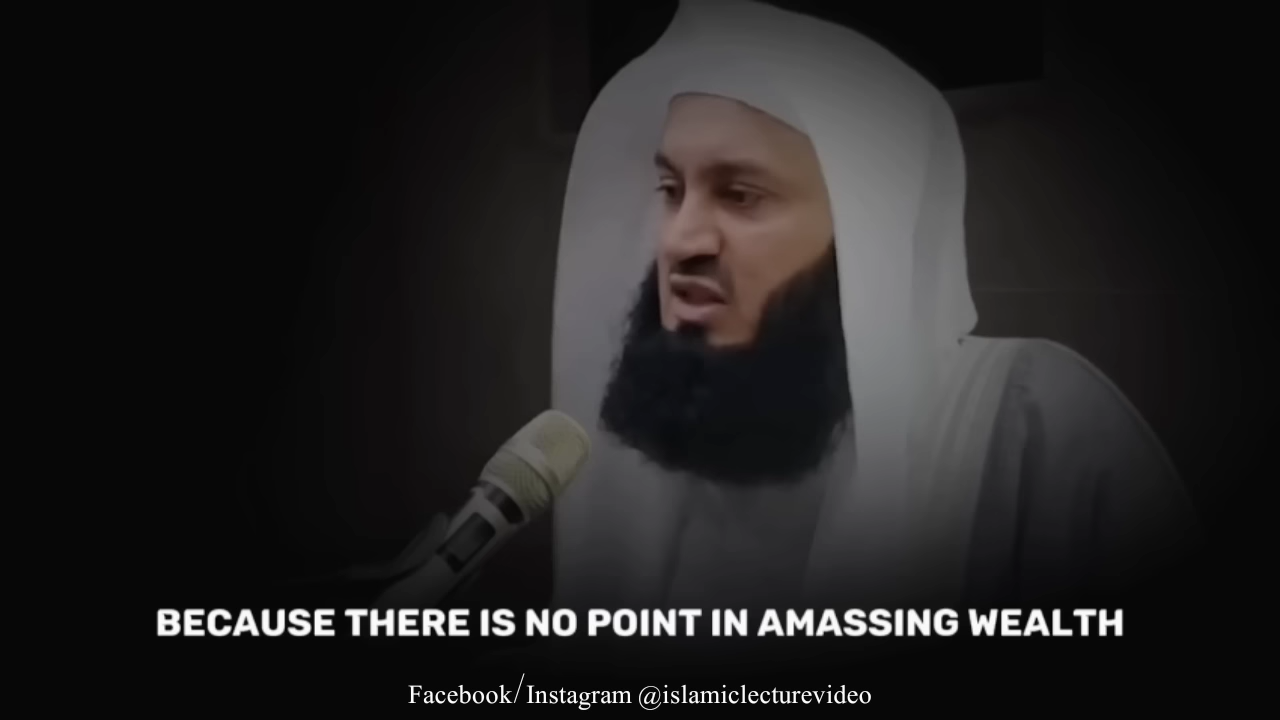 BECAUSE THERE IS NO POINT IN AMASSING WEALTH
Facebook/Instagram @islamiclecturevideo